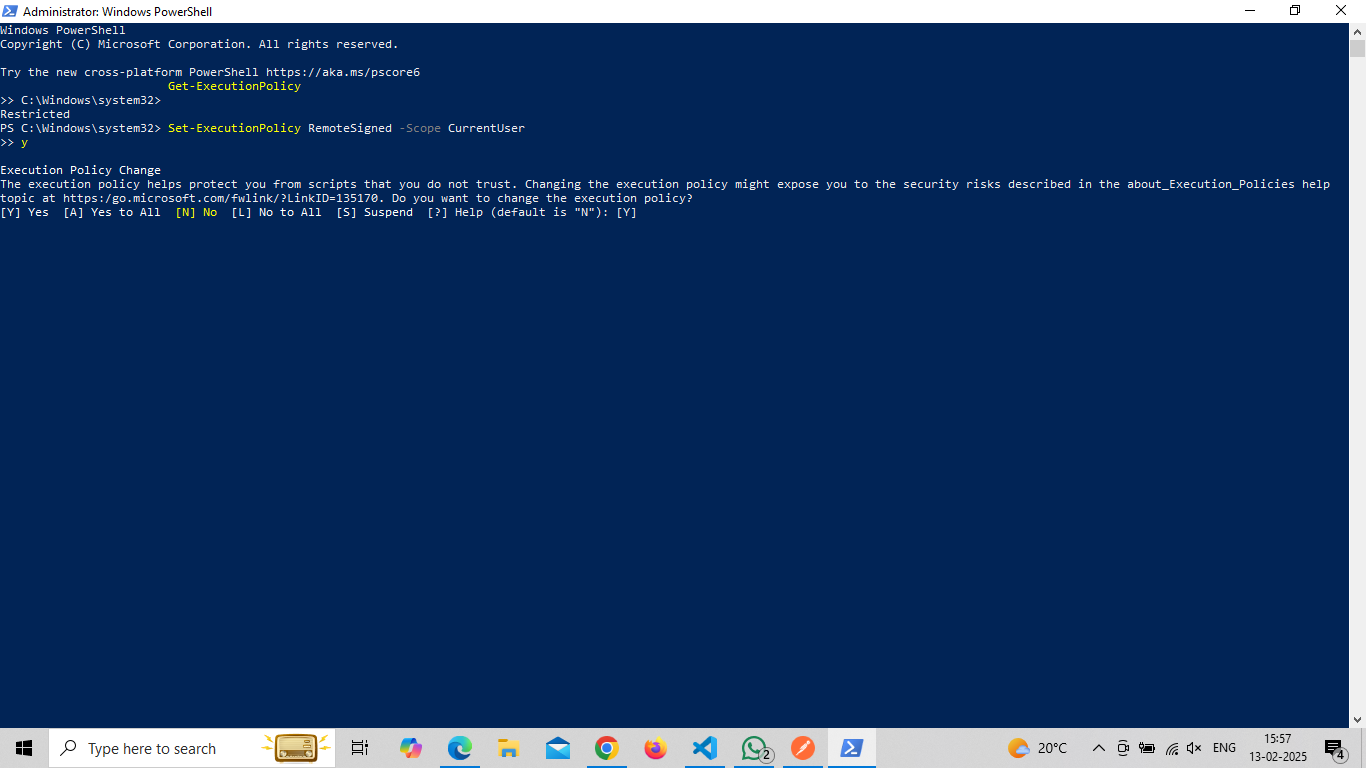 Administrator: Windows PowerShell
Windows PowerShell
Copyright (C) Microsoft Corporation. All rights reserved.
Try the new cross-platform PowerShell https://aka.ms/pscore6
Get-ExecutionPolicy
>> C:\Windows\system32>
Restricted
PS C:\Windows\system32> Set-ExecutionPolicy RemoteSigned -Scope CurrentUser
>> y
Execution Policy Change
The execution policy helps protect you from scripts that you do not trust. Changing the execution policy might expose you to the security risks described in the about_Execution_Policies help
topic at https:/go.microsoft.com/fwlink/?LinkID=135170. Do you want to change the execution policy?
[Y] Yes  [A] Yes to All  [N] No  [L] No to All  [S] Suspend  [?] Help (default is "N"): [Y]
Type here to search
2
20°C
ENG
15:57
13-02-2025
4